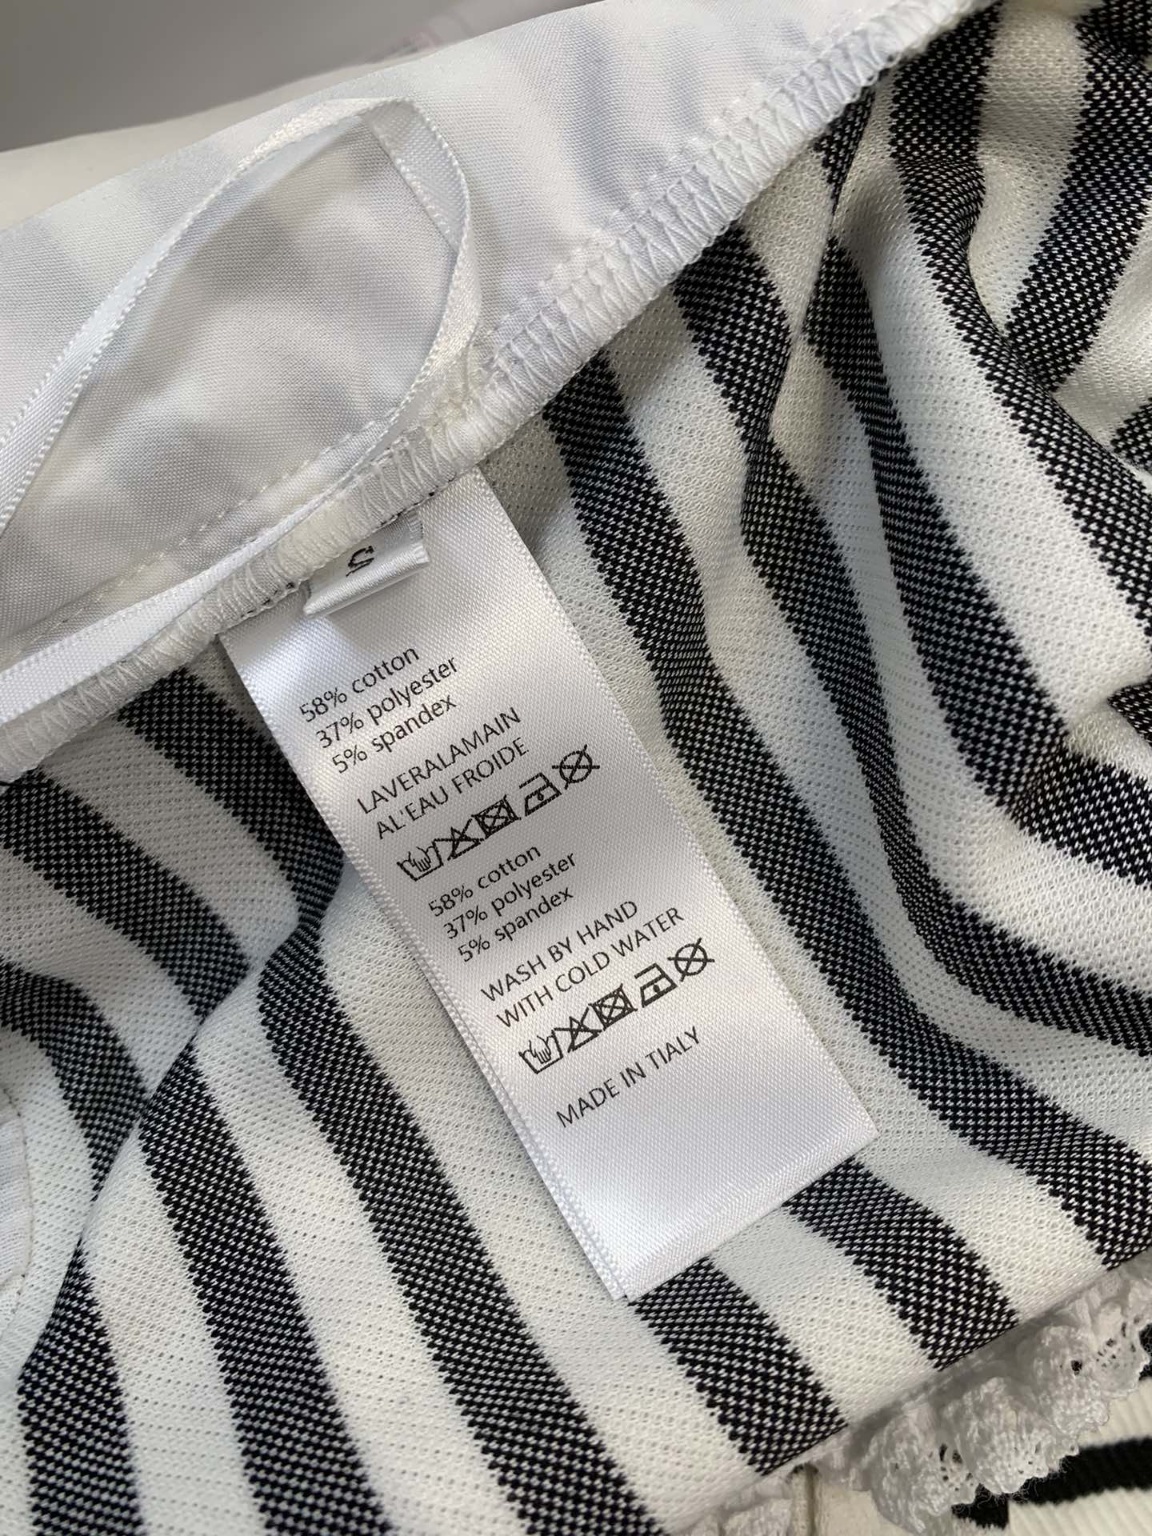 S
58% cotton
37% polyester
5% spandex
LAVERALAMAIN
AL'EAU FROIDE
58% cotton
37% polyester
5% spandex
WASH BY HAND
WITH COLD WATER
MADE IN TIALY